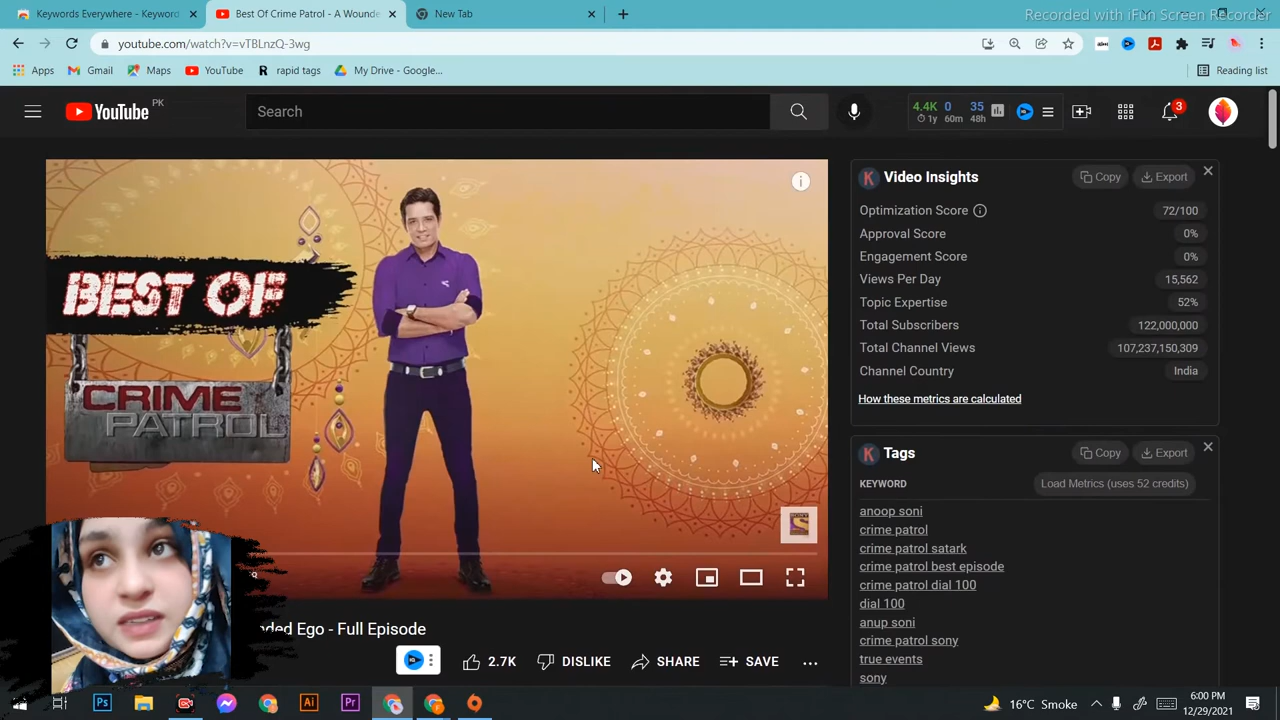 Keywords Everywhere - Keyword
Best Of Crime Patrol - A Wounde
New Tab
Recorded with iFun Screen Recorder
youtube.com/watch?v=vTBLnzQ-3wg
Apps
Gmail
Maps
YouTube
rapid tags
My Drive - Google...
Reading list
YouTube PK
Search
4.4K 0 35
1y 60m 48h
3
BEST OF
CRIME
PATROL
Video Insights
Copy
Export
Optimization Score 72/100
Approval Score 0%
Engagement Score 0%
Views Per Day 15,562
Topic Expertise 52%
Total Subscribers 122,000,000
Total Channel Views 107,237,150,309
Channel Country India
How these metrics are calculated
Tags
Copy
Export
KEYWORD
Load Metrics (uses 52 credits)
anoop soni
crime patrol
crime patrol satark
crime patrol best episode
crime patrol dial 100
dial 100
anup soni
crime patrol sony
true events
sony
nded Ego - Full Episode
2.7K
DISLIKE
SHARE
SAVE
16°C Smoke
6:00 PM
12/29/2021